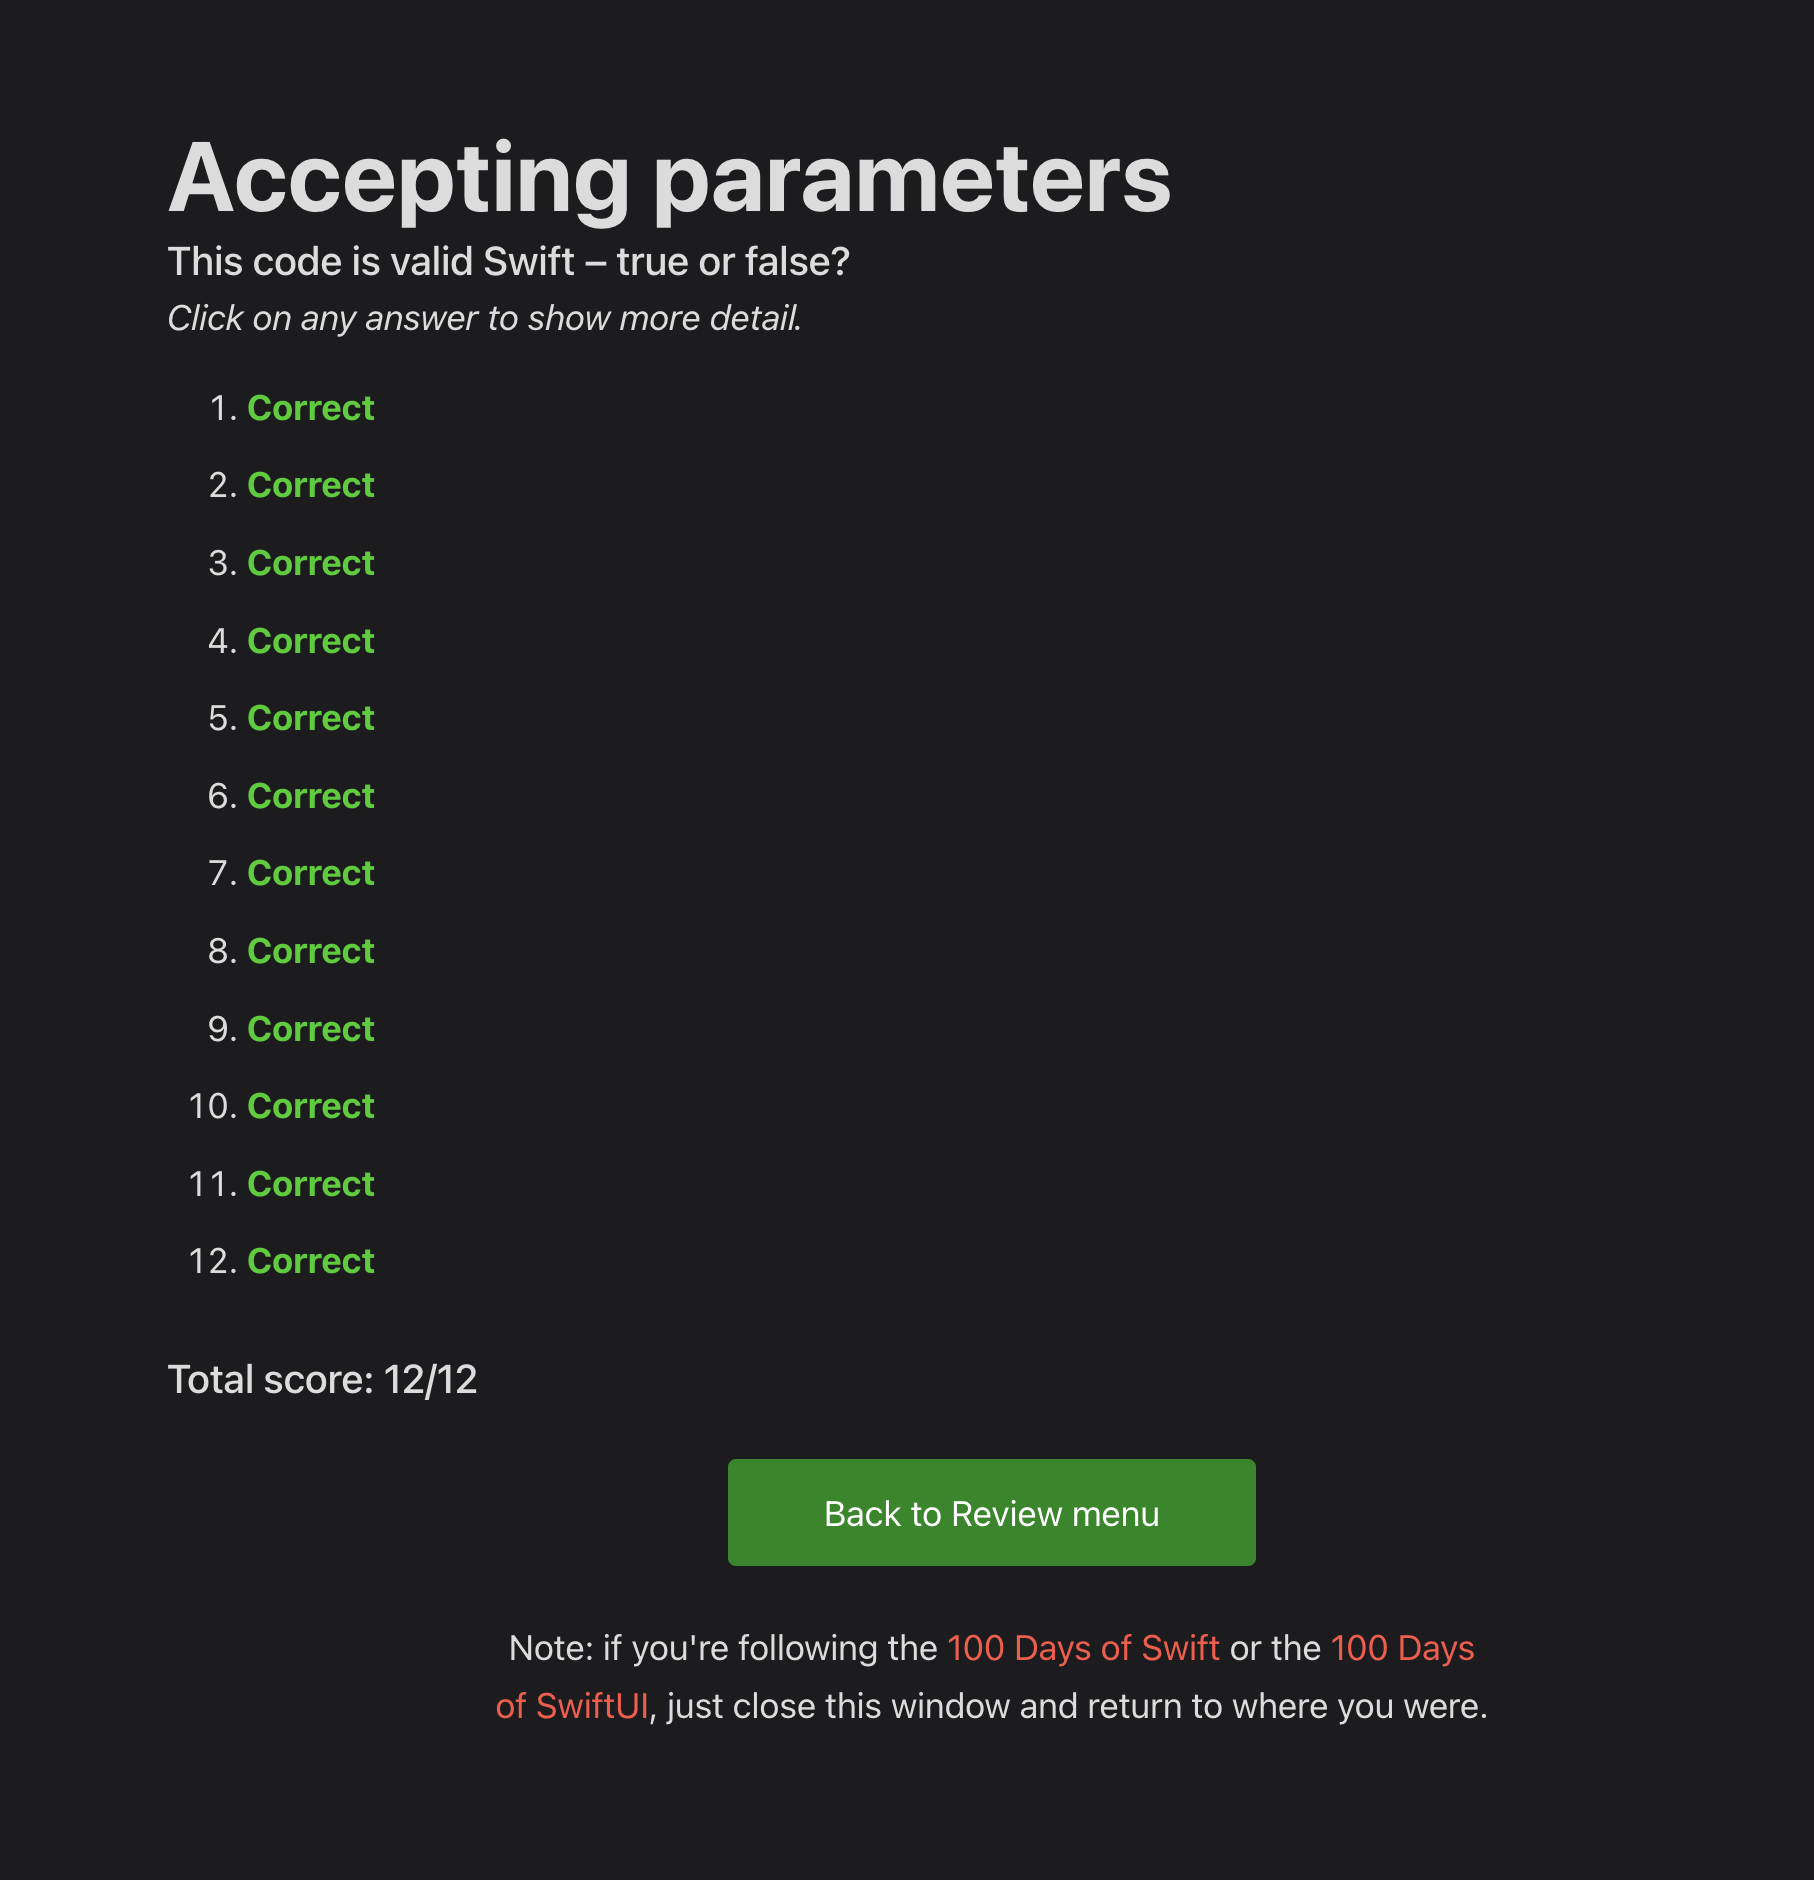 Accepting parameters
This code is valid Swift – true or false?
Click on any answer to show more detail.
1. Correct
2. Correct
3. Correct
4. Correct
5. Correct
6. Correct
7. Correct
8. Correct
9. Correct
10. Correct
11. Correct
12. Correct
Total score: 12/12
Back to Review menu
Note: if you're following the 100 Days of Swift or the 100 Days
of SwiftUI, just close this window and return to where you were.